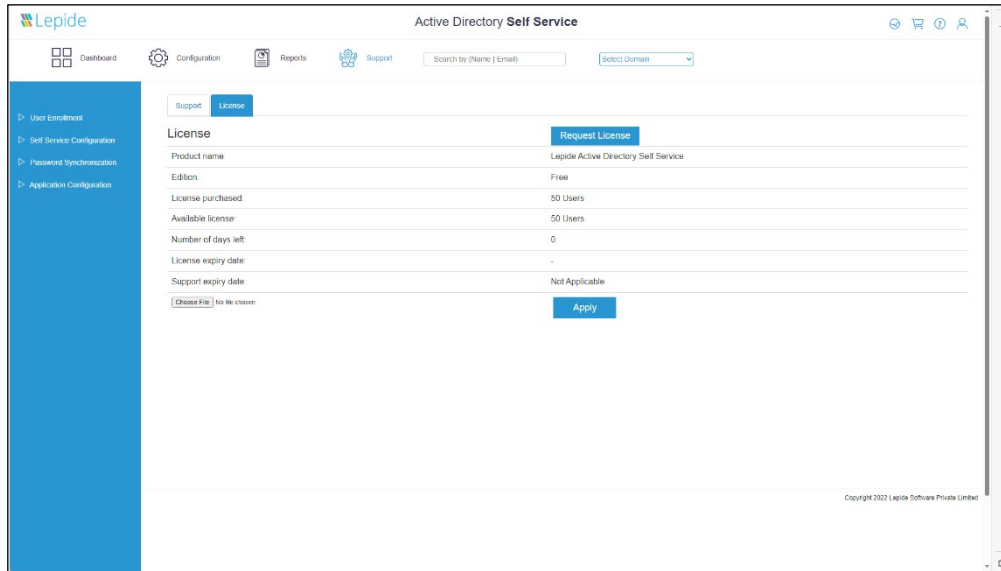 Lepide
Active Directory Self Service
Dashboard
Configuration
Reports
Support
Search by (Name | Email)
Select Domain
User Enrollment
Self Service Configuration
Password Synchronization
Application Configuration
Support
License
License
Request License
Product name:
Lepide Active Directory Self Service
Edition:
Free
License purchased:
50 Users
Available license:
50 Users
Number of days left:
0
License expiry date:
-
Support expiry date:
Not Applicable
Choose File
No file chosen
Apply
Copyright 2022 Lepide Software Private Limited